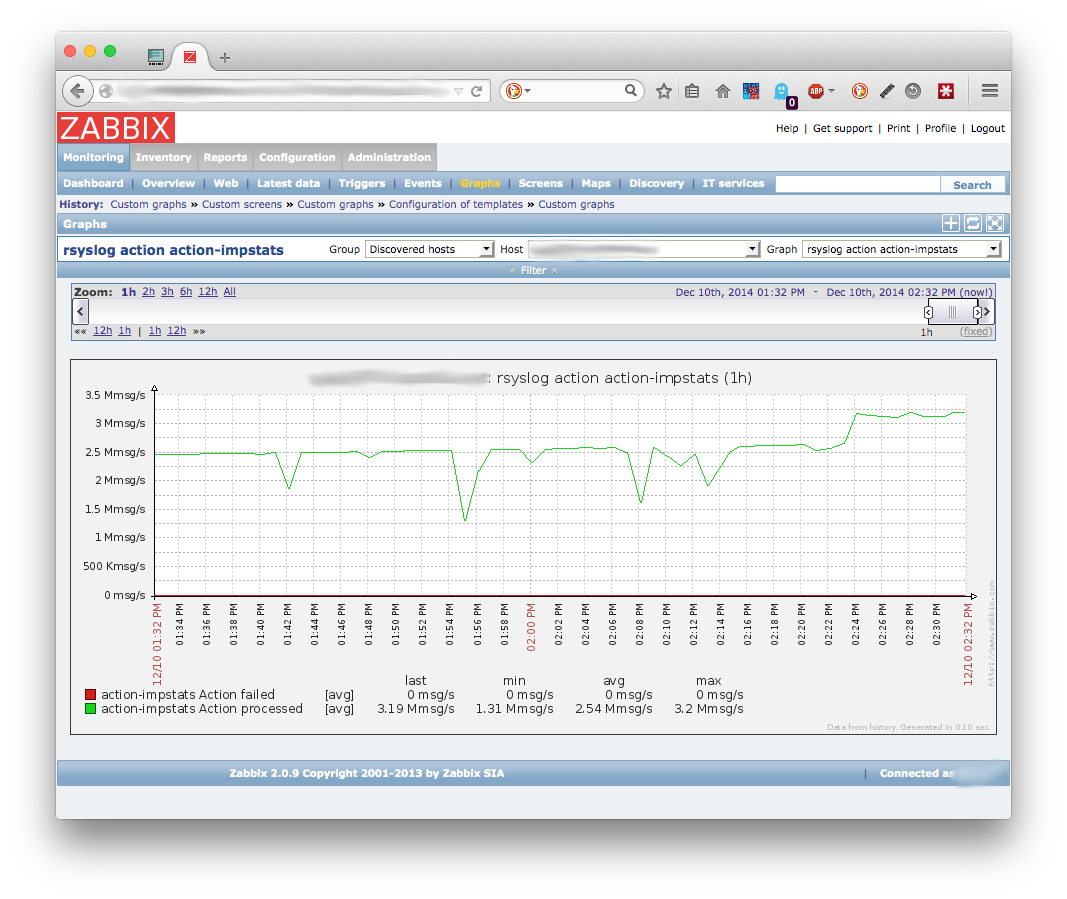 0
ABP
ZABBIX
Help | Get support | Print | Profile | Logout
Monitoring Inventory Reports Configuration Administration
Dashboard | Overview | Web | Latest data | Triggers | Events | Graphs | Screens | Maps | Discovery | IT services Search
History: Custom graphs » Custom screens » Custom graphs » Configuration of templates » Custom graphs
Graphs
rsyslog action action-impstats Group Discovered hosts Host Graph rsyslog action action-impstats
Filter
Zoom: 1h 2h 3h 6h 12h All Dec 10th, 2014 01:32 PM - Dec 10th, 2014 02:32 PM (now!)
«« 12h 1h | 1h 12h »» 1h (fixed)
: rsyslog action action-impstats (1h)
3.5 Mmsg/s
3 Mmsg/s
2.5 Mmsg/s
2 Mmsg/s
1.5 Mmsg/s
1 Mmsg/s
500 Kmsg/s
0 msg/s
12/10 01:32 PM
01:34 PM
01:36 PM
01:38 PM
01:40 PM
01:42 PM
01:44 PM
01:46 PM
01:48 PM
01:50 PM
01:52 PM
01:54 PM
01:56 PM
01:58 PM
02:00 PM
02:02 PM
02:04 PM
02:06 PM
02:08 PM
02:10 PM
02:12 PM
02:14 PM
02:16 PM
02:18 PM
02:20 PM
02:22 PM
02:24 PM
02:26 PM
02:28 PM
02:30 PM
12/10 02:32 PM
http://www.zabbix.com
last min avg max
action-impstats Action failed [avg] 0 msg/s 0 msg/s 0 msg/s 0 msg/s
action-impstats Action processed [avg] 3.19 Mmsg/s 1.31 Mmsg/s 2.54 Mmsg/s 3.2 Mmsg/s
Data from history. Generated in 0.10 sec.
Zabbix 2.0.9 Copyright 2001-2013 by Zabbix SIA | Connected as